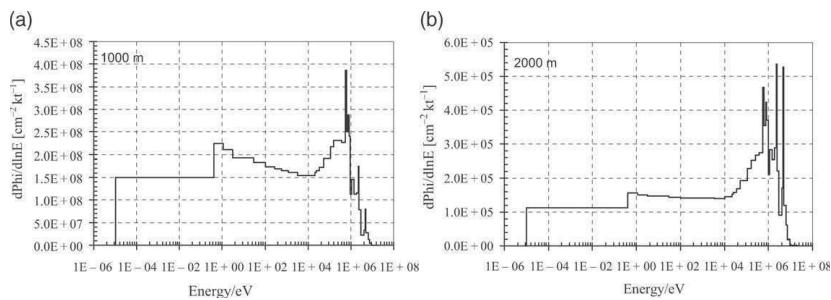 (a)
dPhi/dlnE [cm⁻² kt⁻¹]
4.5E + 08
4.0E + 08
3.5E + 08
3.0E + 08
2.5E + 08
2.0E + 08
1.5E + 08
1.0E + 08
5.0E + 07
0.0E + 00
1000 m
1E − 06 1E − 04 1E − 02 1E + 00 1E + 02 1E + 04 1E + 06 1E + 08
Energy/eV
(b)
dPhi/dlnE [cm⁻² kt⁻¹]
6.0E + 05
5.0E + 05
4.0E + 05
3.0E + 05
2.0E + 05
1.0E + 05
0.0E + 00
2000 m
1E − 06 1E − 04 1E − 02 1E + 00 1E + 02 1E + 04 1E + 06 1E + 08
Energy/eV